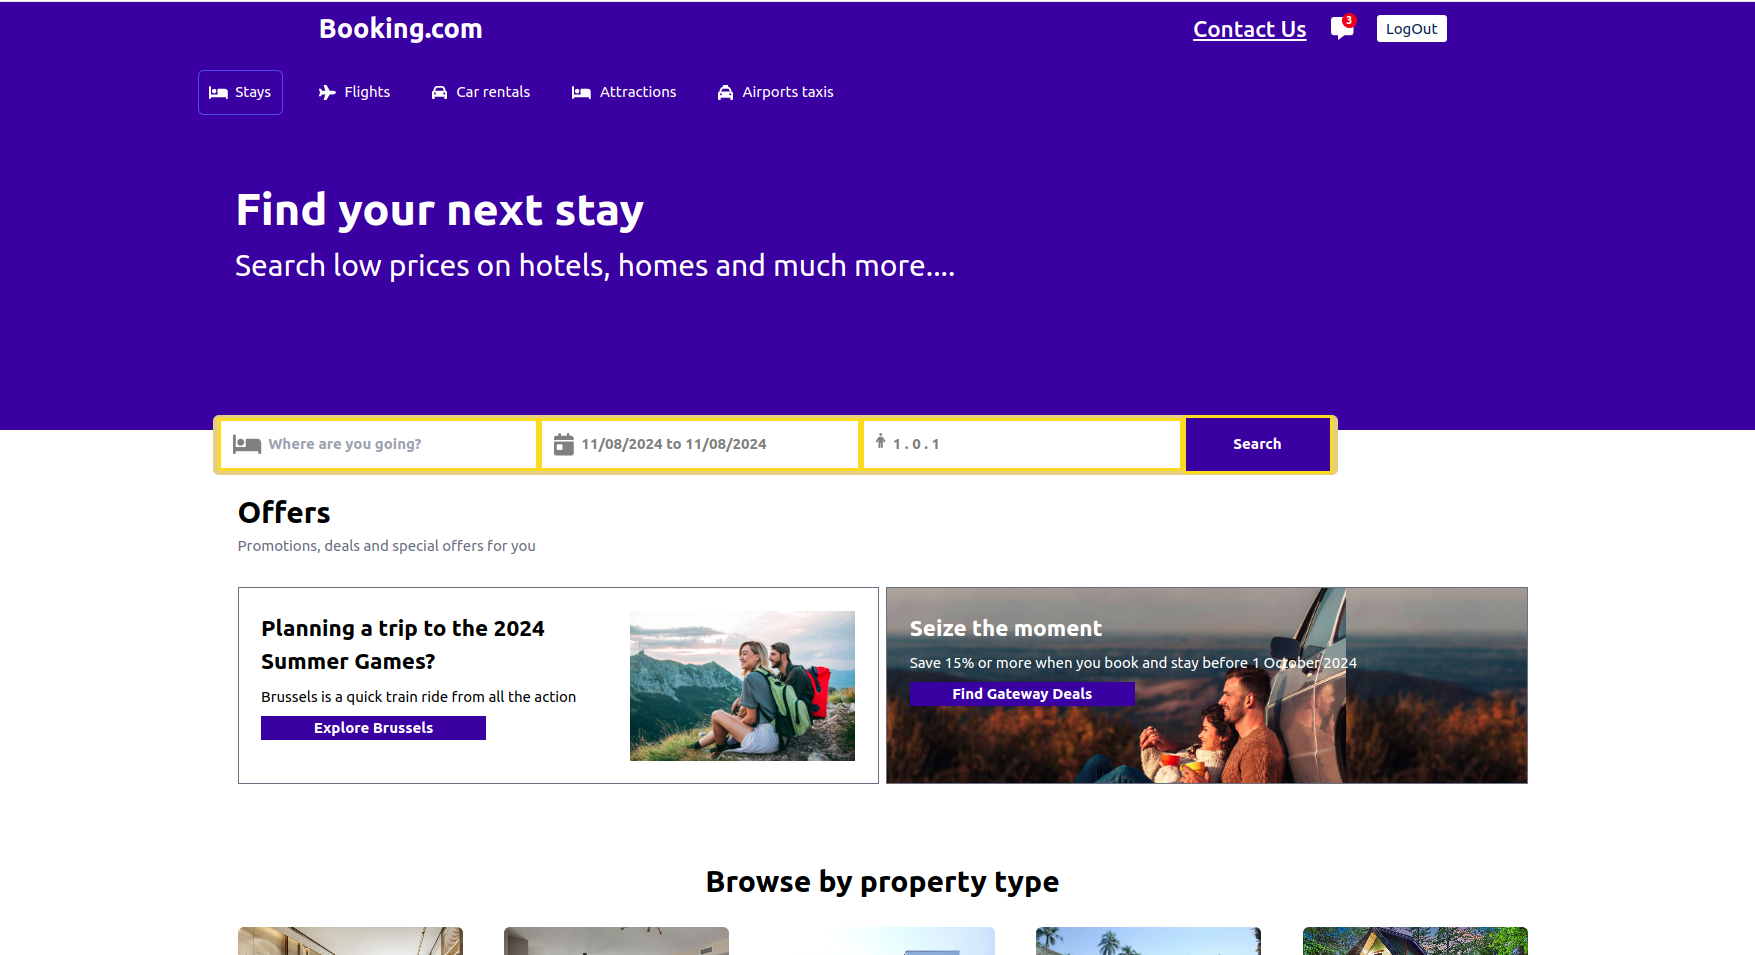 Booking.com
Contact Us
3
LogOut
Stays
Flights
Car rentals
Attractions
Airports taxis
Find your next stay
Search low prices on hotels, homes and much more....
Where are you going?
11/08/2024 to 11/08/2024
1 . 0 . 1
Search
Offers
Promotions, deals and special offers for you
Planning a trip to the 2024
Summer Games?
Brussels is a quick train ride from all the action
Explore Brussels
Seize the moment
Save 15% or more when you book and stay before 1 October 2024
Find Gateway Deals
Browse by property type